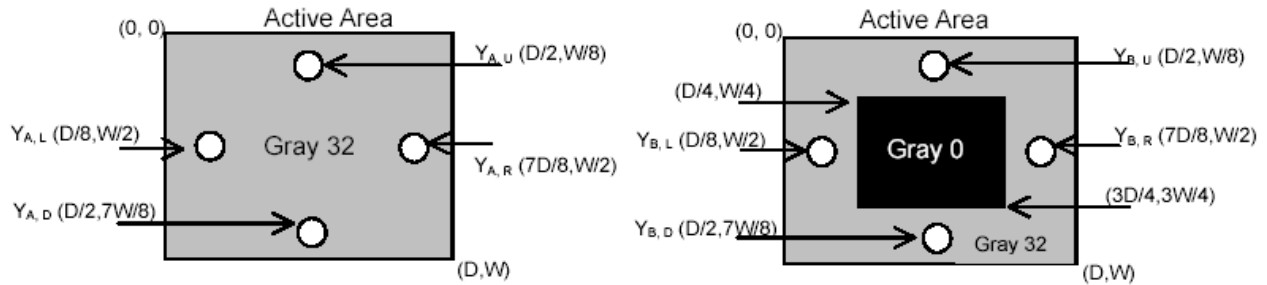 Active Area
(0, 0)
YA, U (D/2,W/8)
YA, L (D/8,W/2)
Gray 32
YA, R (7D/8,W/2)
YA, D (D/2,7W/8)
(D,W)
Active Area
(0, 0)
YB, U (D/2,W/8)
(D/4,W/4)
YB, L (D/8,W/2)
Gray 0
YB, R (7D/8,W/2)
(3D/4,3W/4)
YB, D (D/2,7W/8)
Gray 32
(D,W)